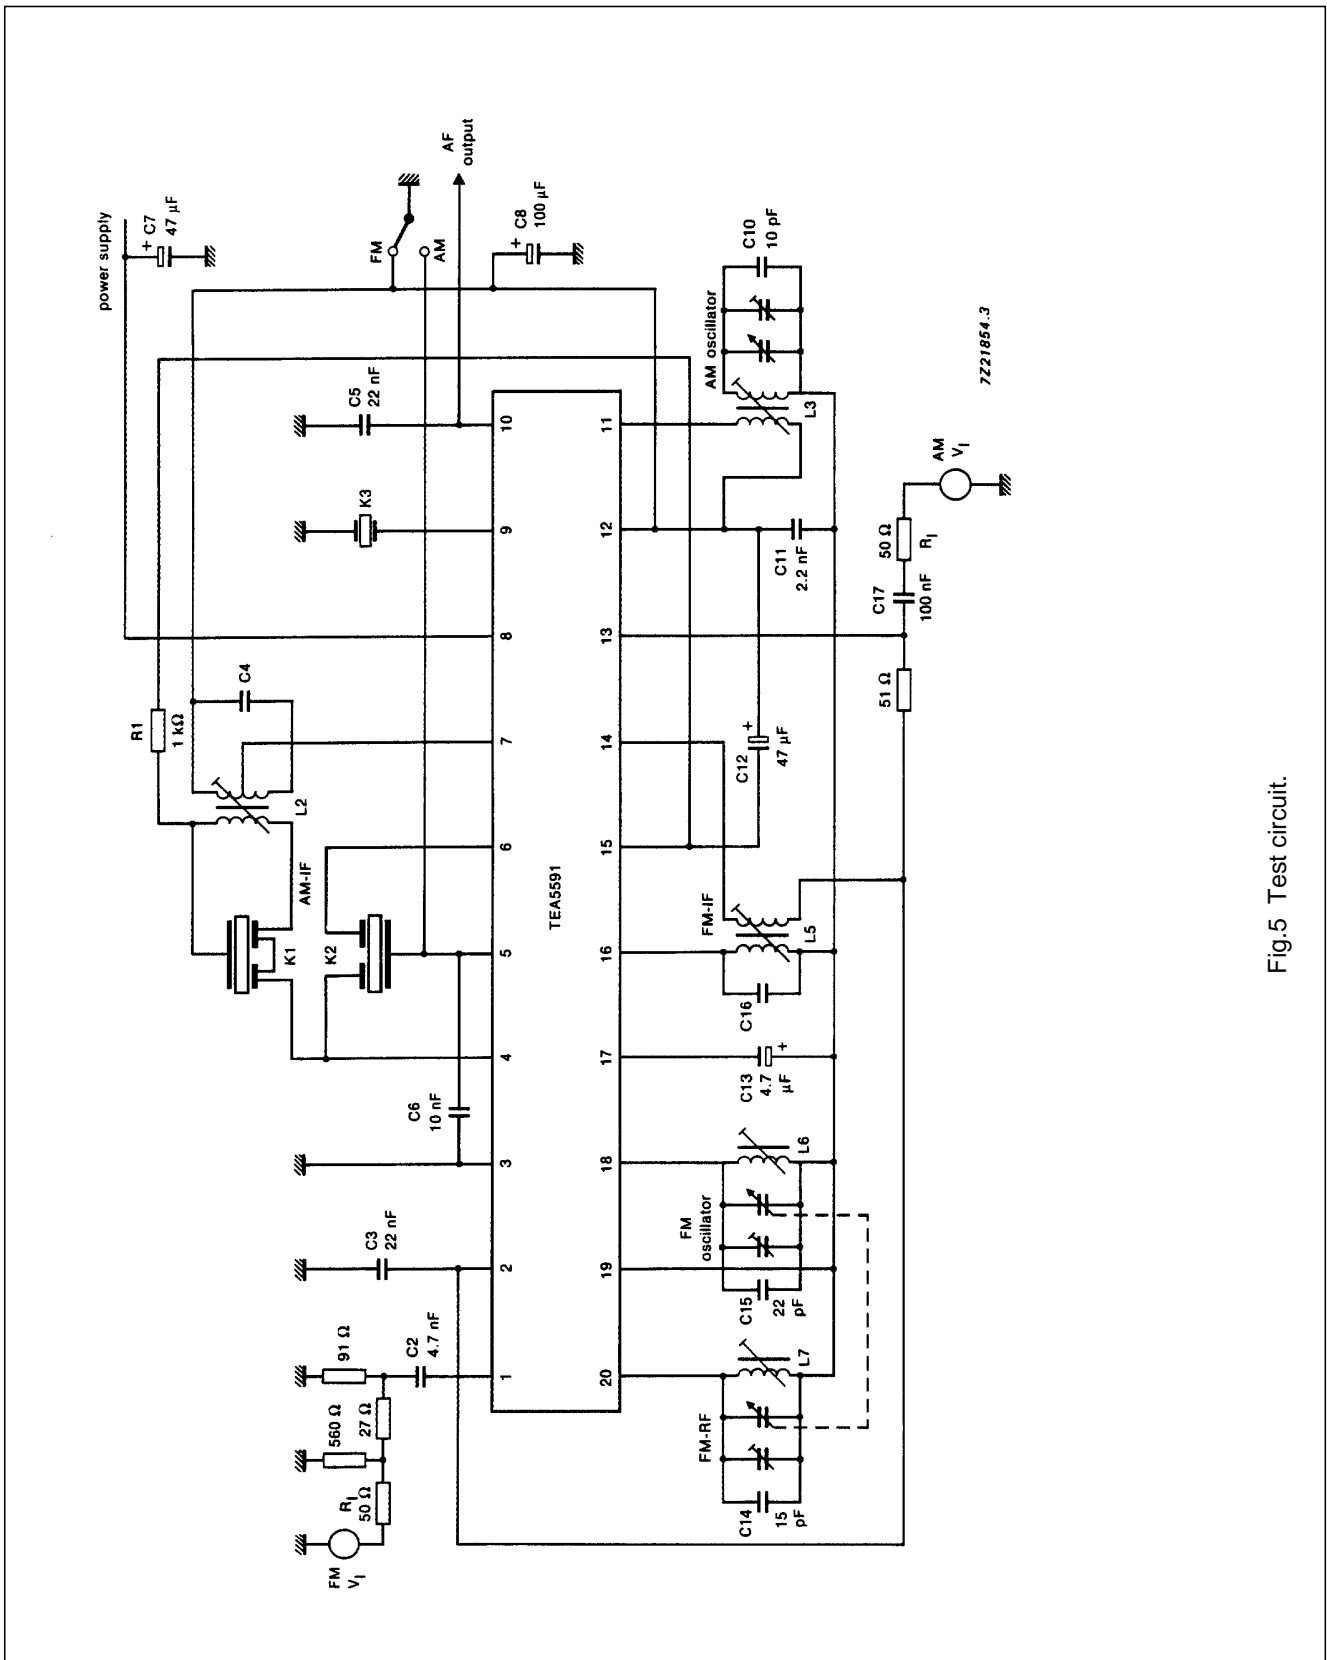 power supply
+
C7
47 µF
AF
output
FM
AM
+
C8
100 µF
R1
1 kΩ
C4
L2
AM-IF
K1
K2
K3
C5
22 nF
C6
10 nF
C3
22 nF
91 Ω
560 Ω
27 Ω
C2
4.7 nF
R_I
50 Ω
FM
V_I
1
2
3
4
5
6
7
8
9
10
TEA5591
20
19
18
17
16
15
14
13
12
11
AM oscillator
C10
10 pF
L3
C11
2.2 nF
C12
+
47 µF
FM-IF
L5
C16
C13
4.7
µF
+
L6
FM
oscillator
C15
22
pF
L7
FM-RF
C14
15
pF
51 Ω
C17
100 nF
50 Ω
R_I
AM
V_I
7Z21854.3
Fig.5 Test circuit.